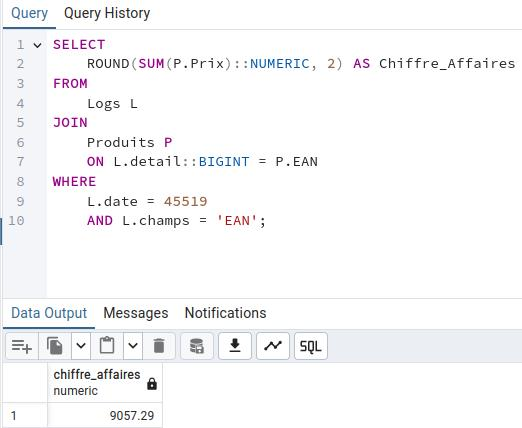 Query Query History
1 SELECT
2 ROUND(SUM(P.Prix)::NUMERIC, 2) AS Chiffre_Affaires
3 FROM
4 Logs L
5 JOIN
6 Produits P
7 ON L.detail::BIGINT = P.EAN
8 WHERE
9 L.date = 45519
10 AND L.champs = 'EAN';
Data Output Messages Notifications
SQL
chiffre_affaires
numeric
1 9057.29